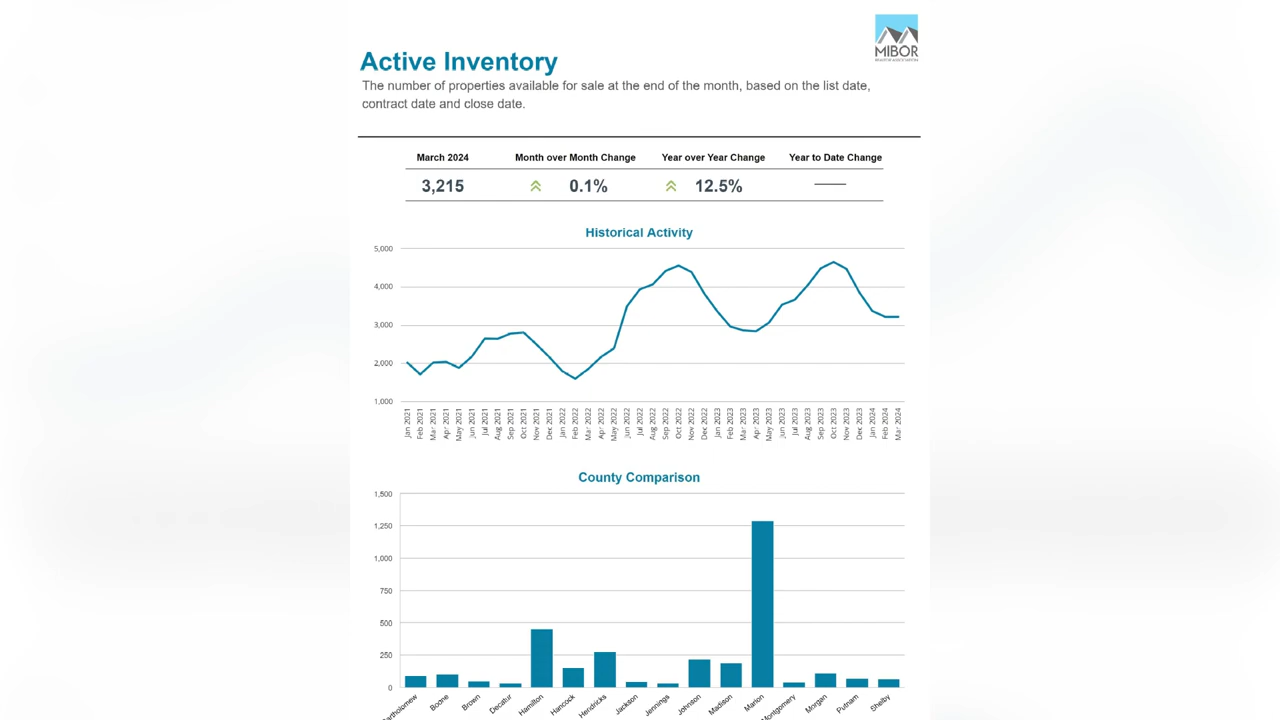 MIBOR
REALTOR ASSOCIATION
Active Inventory
The number of properties available for sale at the end of the month, based on the list date,
contract date and close date.
March 2024 Month over Month Change Year over Year Change Year to Date Change
3,215 0.1% 12.5%
Historical Activity
5,000
4,000
3,000
2,000
1,000
Jan 2021 Feb 2021 Mar 2021 Apr 2021 May 2021 Jun 2021 Jul 2021 Aug 2021 Sep 2021 Oct 2021 Nov 2021 Dec 2021 Jan 2022 Feb 2022 Mar 2022 Apr 2022 May 2022 Jun 2022 Jul 2022 Aug 2022 Sep 2022 Oct 2022 Nov 2022 Dec 2022 Jan 2023 Feb 2023 Mar 2023 Apr 2023 May 2023 Jun 2023 Jul 2023 Aug 2023 Sep 2023 Oct 2023 Nov 2023 Dec 2023 Jan 2024 Feb 2024 Mar 2024
County Comparison
1,500
1,250
1,000
750
500
250
0
artholomew Boone Brown Decatur Hamilton Hancock Hendricks Jackson Jennings Johnson Madison Marion Montgomery Morgan Putnam Shelby